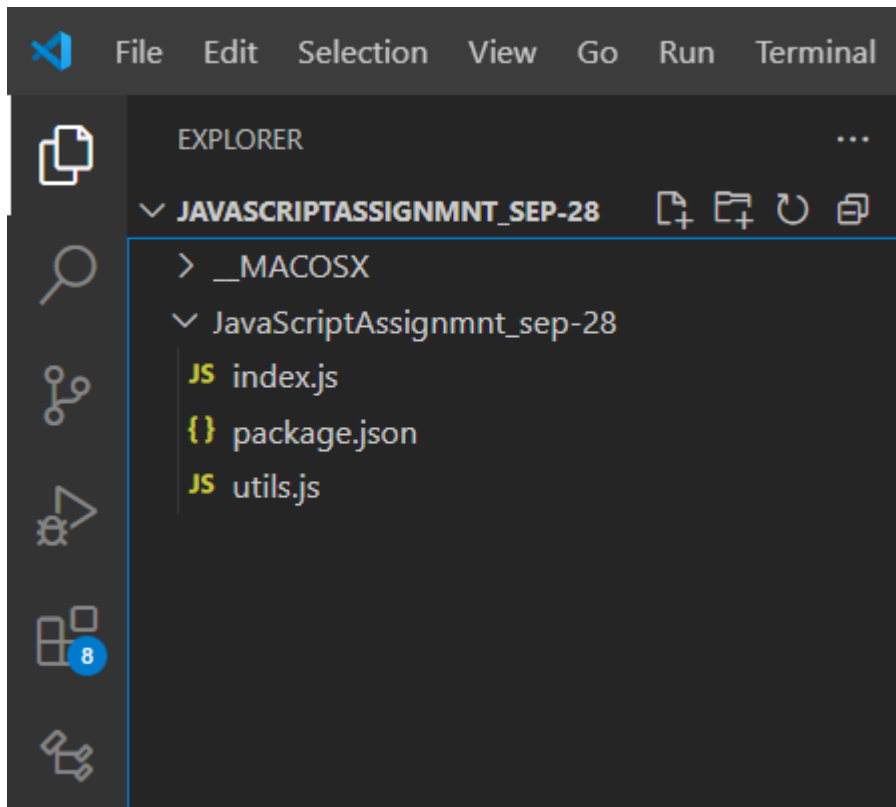 File Edit Selection View Go Run Terminal
EXPLORER
JAVASCRIPTASSIGNMNT_SEP-28
__MACOSX
JavaScriptAssignmnt_sep-28
JS index.js
{} package.json
JS utils.js
8